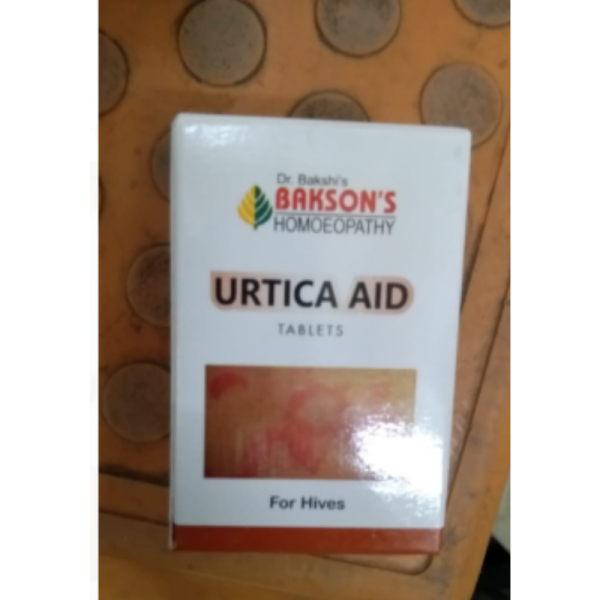 Dr. Bakshi's
BAKSON'S
HOMOEOPATHY
URTICA AID
TABLETS
For Hives